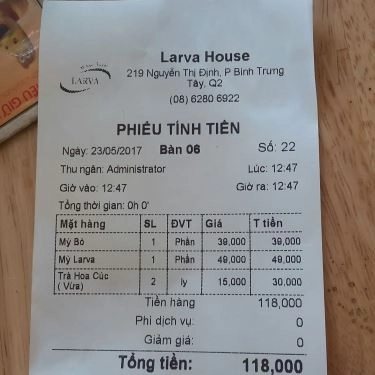 LARVA
Larva House
219 Nguyễn Thị Định, P Bình Trưng
Tây, Q2
(08) 6280 6922
PHIẾU TÍNH TIỀN
Ngày: 23/05/2017 Bàn 06 Số: 22
Thu ngân: Administrator Lúc: 12:47
Giờ vào: 12:47 Giờ ra: 12:47
Tổng thời gian: 0h 0'
Mặt hàng SL ĐVT Giá T tiền
Mỳ Bò 1 Phần 39,000 39,000
Mỳ Larva 1 Phần 49,000 49,000
Trà Hoa Cúc 2 ly 15,000 30,000
( Vừa)
Tiền hàng 118,000
Phí dịch vụ: 0
Giảm giá: 0
Tổng tiền: 118,000